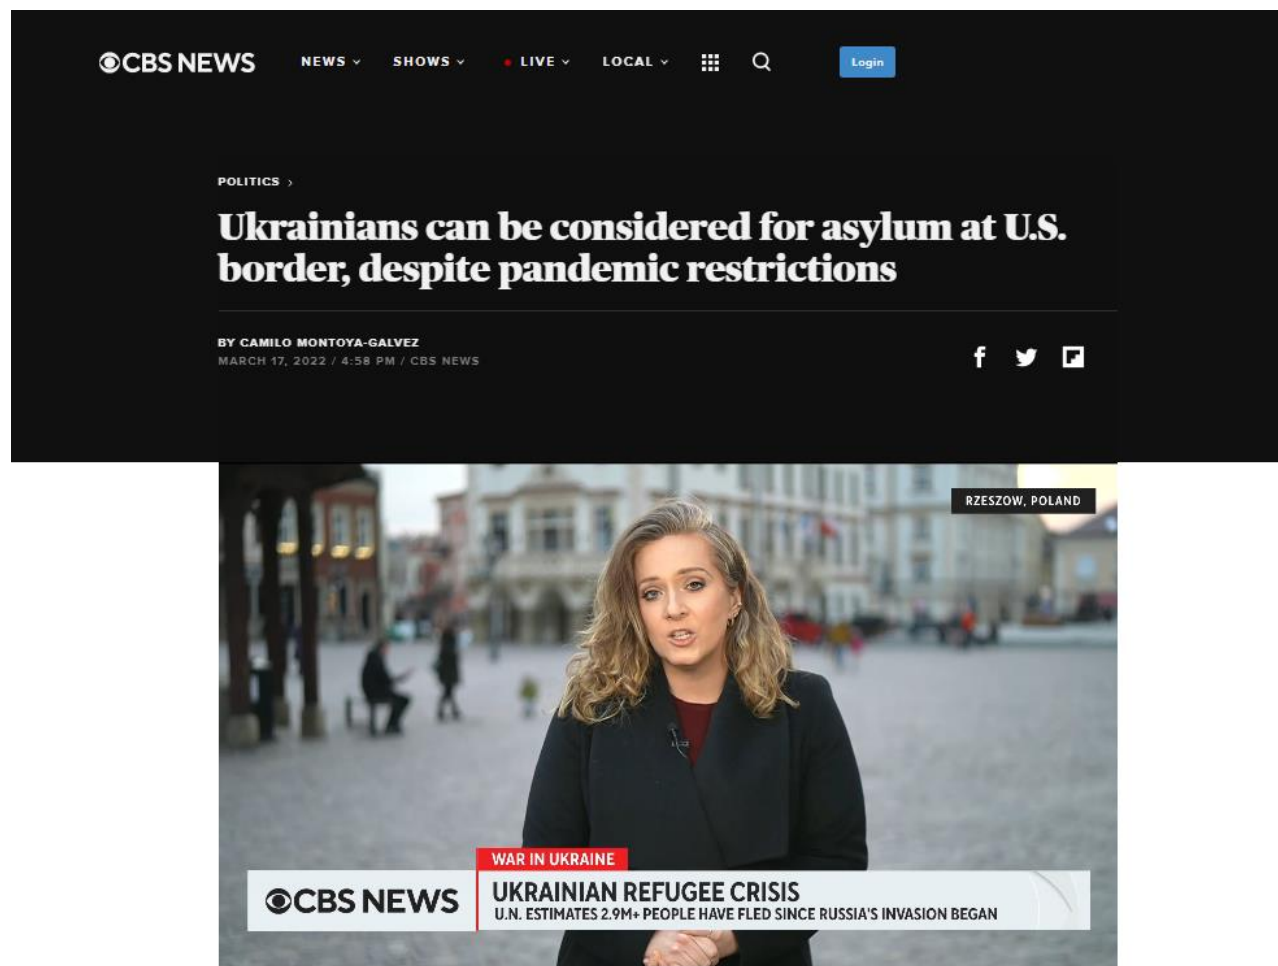 CBS NEWS
NEWS SHOWS LIVE LOCAL Login
POLITICS
Ukrainians can be considered for asylum at U.S.
border, despite pandemic restrictions
BY CAMILO MONTOYA-GALVEZ
MARCH 17, 2022 / 4:58 PM / CBS NEWS
RZESZOW, POLAND
WAR IN UKRAINE
CBS NEWS
UKRAINIAN REFUGEE CRISIS
U.N. ESTIMATES 2.9M+ PEOPLE HAVE FLED SINCE RUSSIA'S INVASION BEGAN